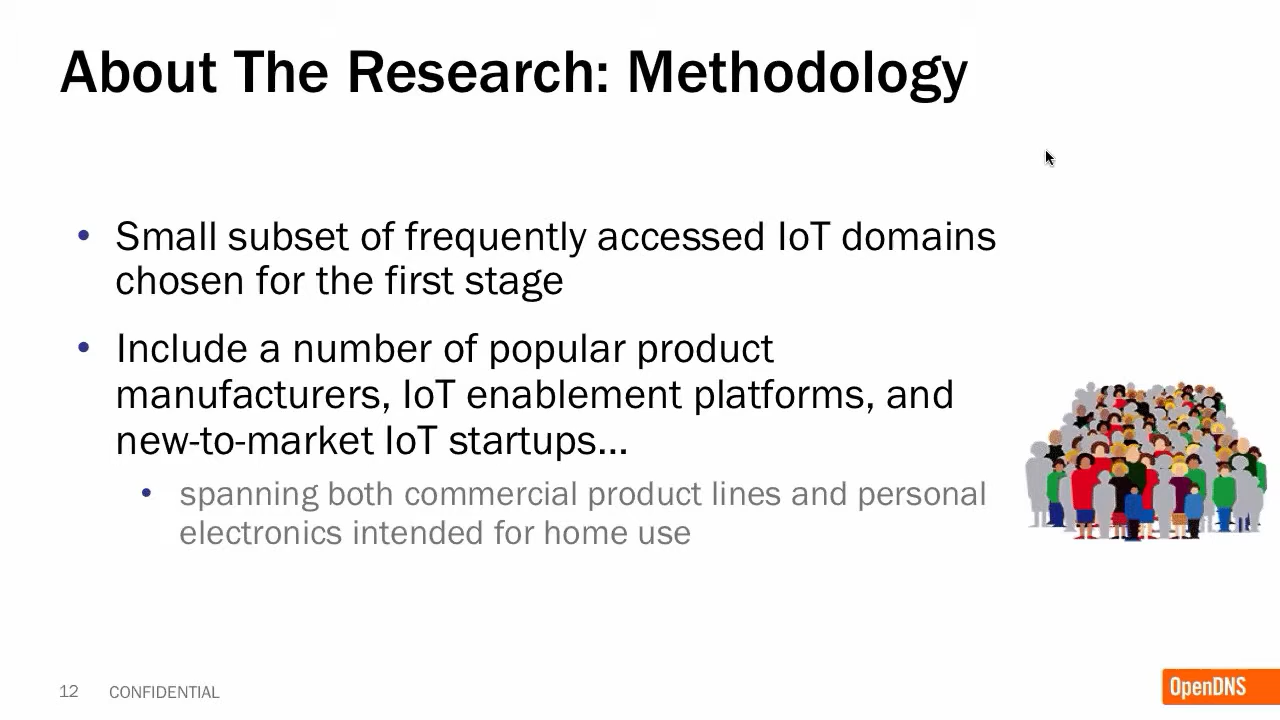 About The Research: Methodology
• Small subset of frequently accessed IoT domains
chosen for the first stage
• Include a number of popular product
manufacturers, IoT enablement platforms, and
new-to-market IoT startups...
• spanning both commercial product lines and personal
electronics intended for home use
12 CONFIDENTIAL
OpenDNS